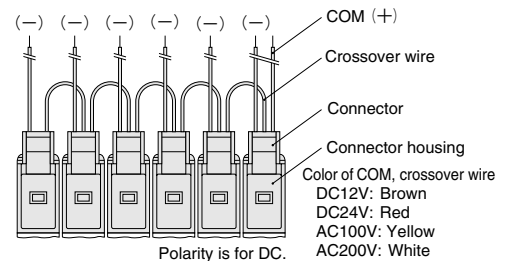 (—) (—) (—) (—) (—) (—) COM (+)
Crossover wire
Connector
Connector housing
Color of COM, crossover wire
DC12V: Brown
DC24V: Red
AC100V: Yellow
AC200V: White
Polarity is for DC.